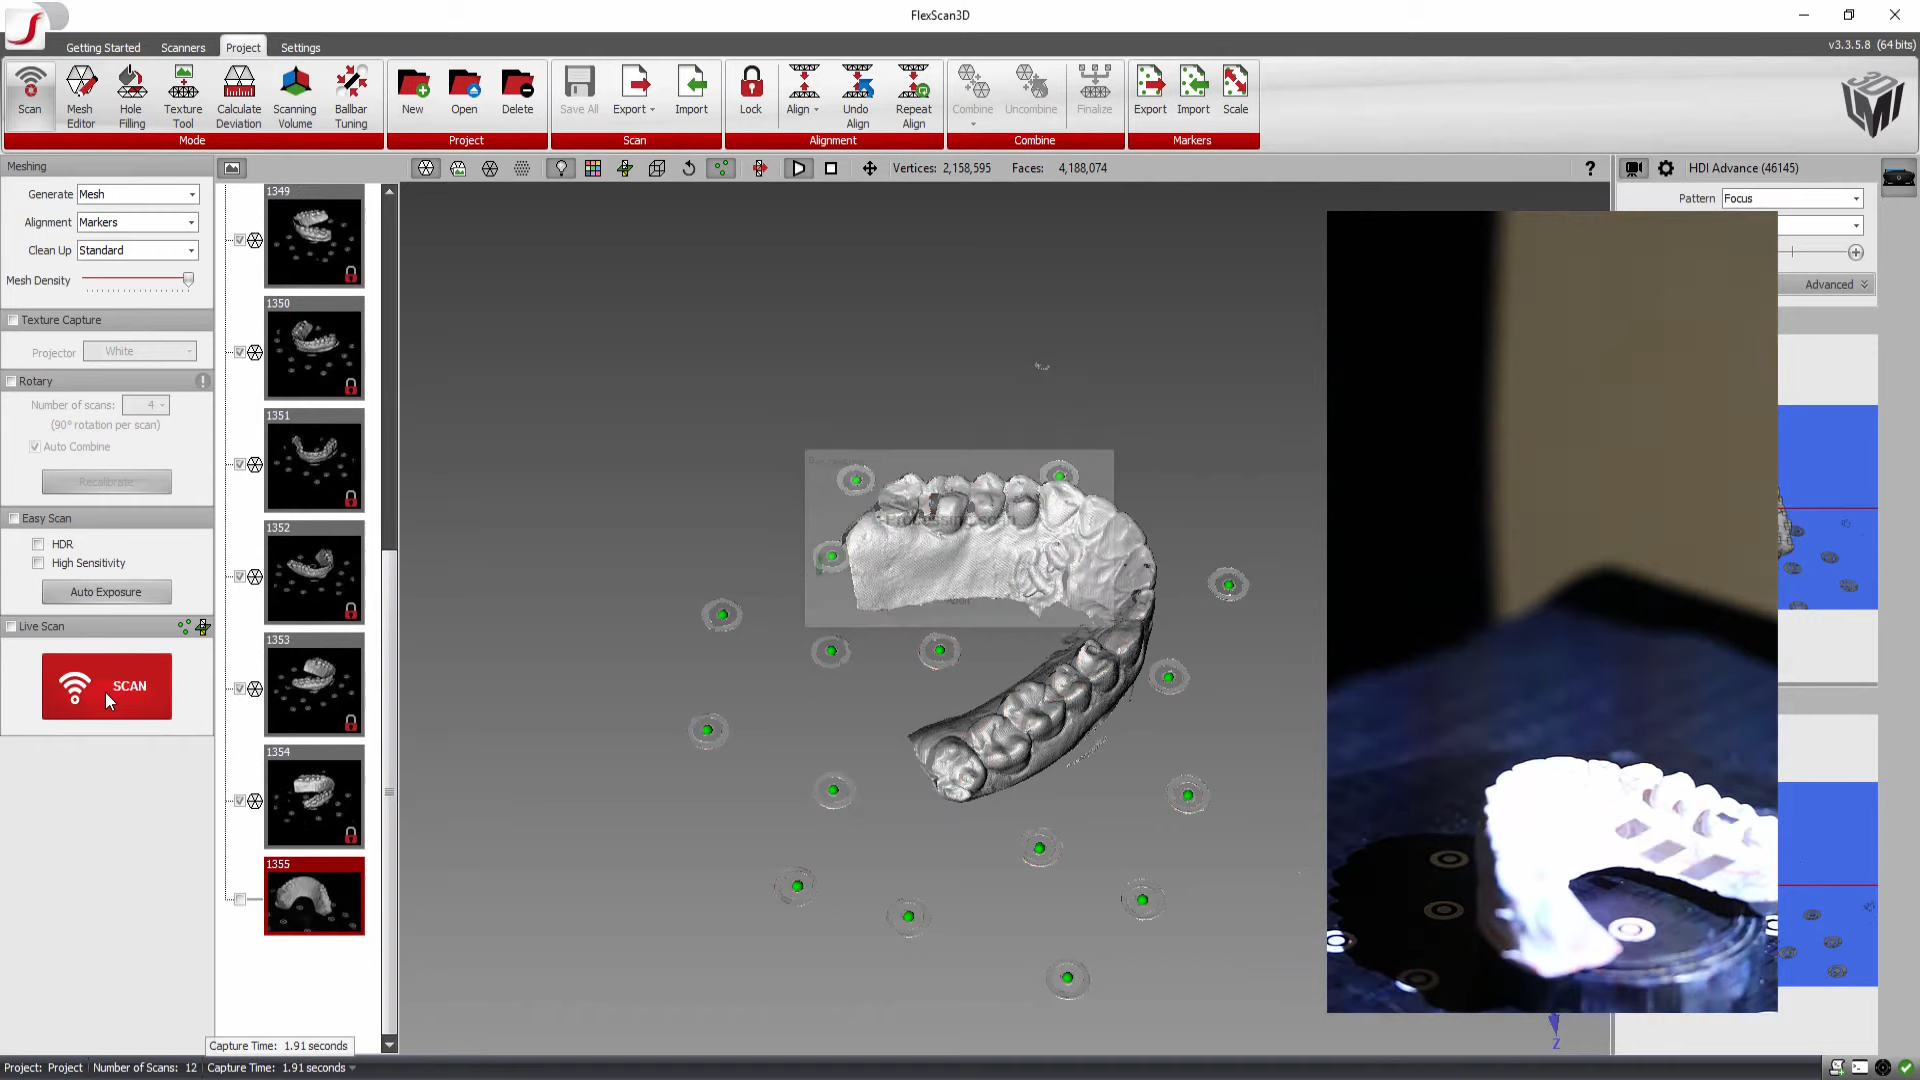 FlexScan3D
Getting Started
Scanners
Project
Settings
v3.3.5.8 (64 bits)
Scan
Mesh Editor
Hole Filling
Texture Tool
Calculate Deviation
Scanning Volume
Ballbar Tuning
Mode
New
Open
Delete
Project
Save All
Export
Import
Scan
Lock
Align
Undo Align
Repeat Align
Alignment
Combine
Uncombine
Finalize
Combine
Export
Import
Scale
Markers
Meshing
Vertices: 2,158,595
Faces: 4,188,074
?
HDI Advance (46145)
Generate
Mesh
Alignment
Markers
Clean Up
Standard
Mesh Density
Pattern
Focus
Advanced
Texture Capture
Projector
White
Rotary
Number of scans:
4
(90° rotation per scan)
Auto Combine
Recalibrate
Easy Scan
HDR
High Sensitivity
Auto Exposure
Live Scan
SCAN
1349
1350
1351
1352
1353
1354
1355
Processing scan
Z
Capture Time: 1.91 seconds
Project: Project
Number of Scans: 12
Capture Time: 1.91 seconds